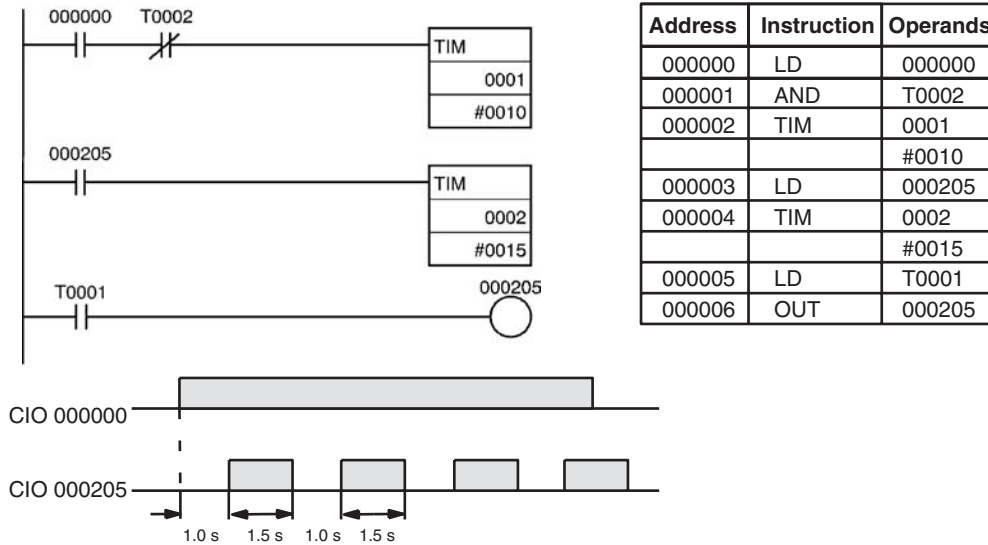 000000 T0002
TIM
0001
#0010
000205
TIM
0002
#0015
T0001 000205
Address Instruction Operands
000000 LD 000000
000001 AND T0002
000002 TIM 0001
#0010
000003 LD 000205
000004 TIM 0002
#0015
000005 LD T0001
000006 OUT 000205
CIO 000000
CIO 000205
1.0 s 1.5 s 1.0 s 1.5 s